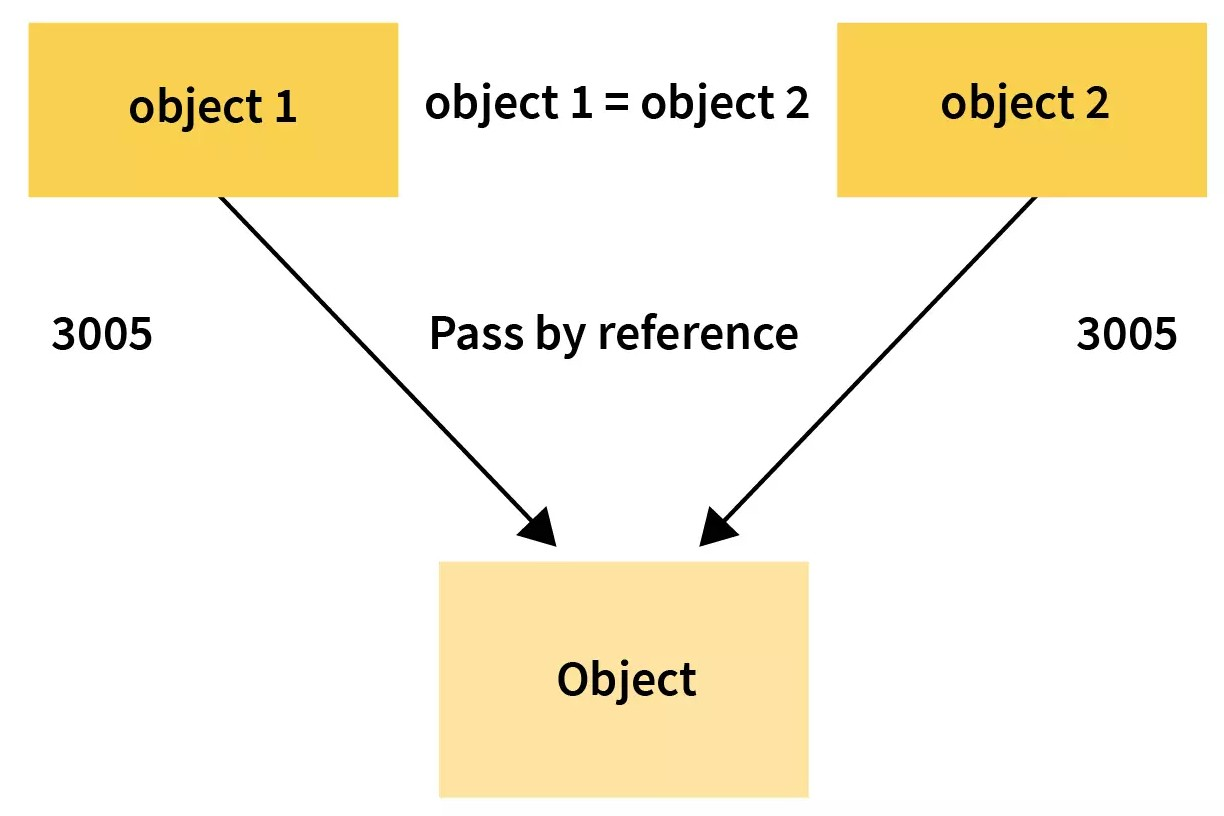 object 1
object 1 = object 2
object 2
3005
Pass by reference
3005
Object